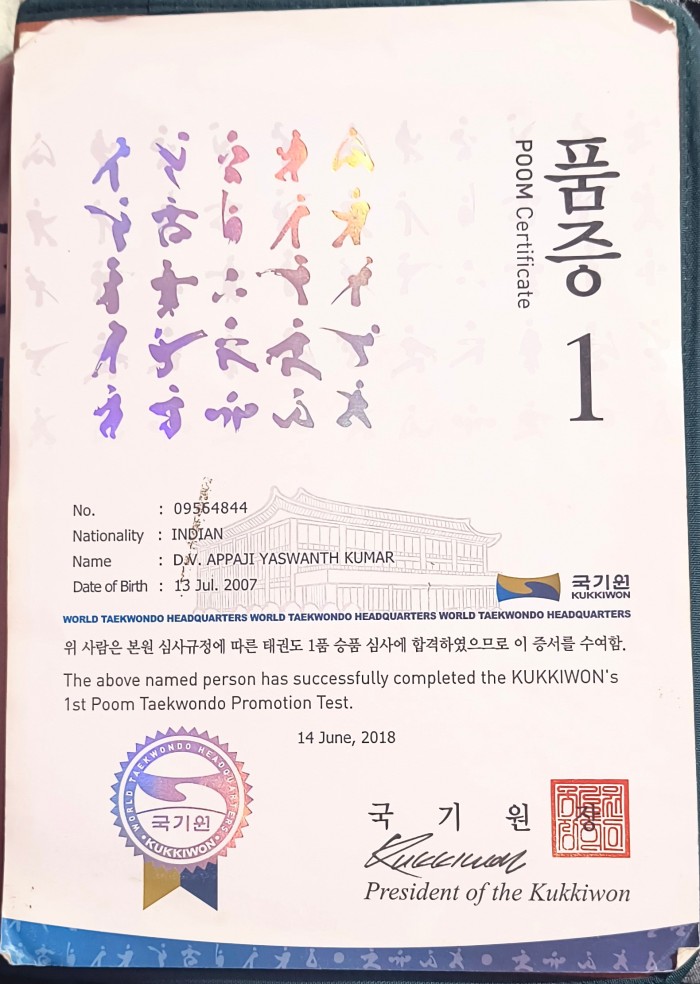 품증
POOM Certificate
1
No. : 09564844
Nationality : INDIAN
Name : D.V. APPAJI YASWANTH KUMAR
Date of Birth : 13 Jul. 2007
국기원
KUKKIWON
WORLD TAEKWONDO HEADQUARTERS WORLD TAEKWONDO HEADQUARTERS WORLD TAEKWONDO HEADQUARTERS
위 사람은 본원 심사규정에 따른 태권도 1품 승품 심사에 합격하였으므로 이 증서를 수여함.
The above named person has successfully completed the KUKKIWON's
1st Poom Taekwondo Promotion Test.
14 June, 2018
WORLD TAEKWONDO HEADQUARTERS
국기원
•KUKKIWON•
국 기 원 장
Kukkiwon
President of the Kukkiwon